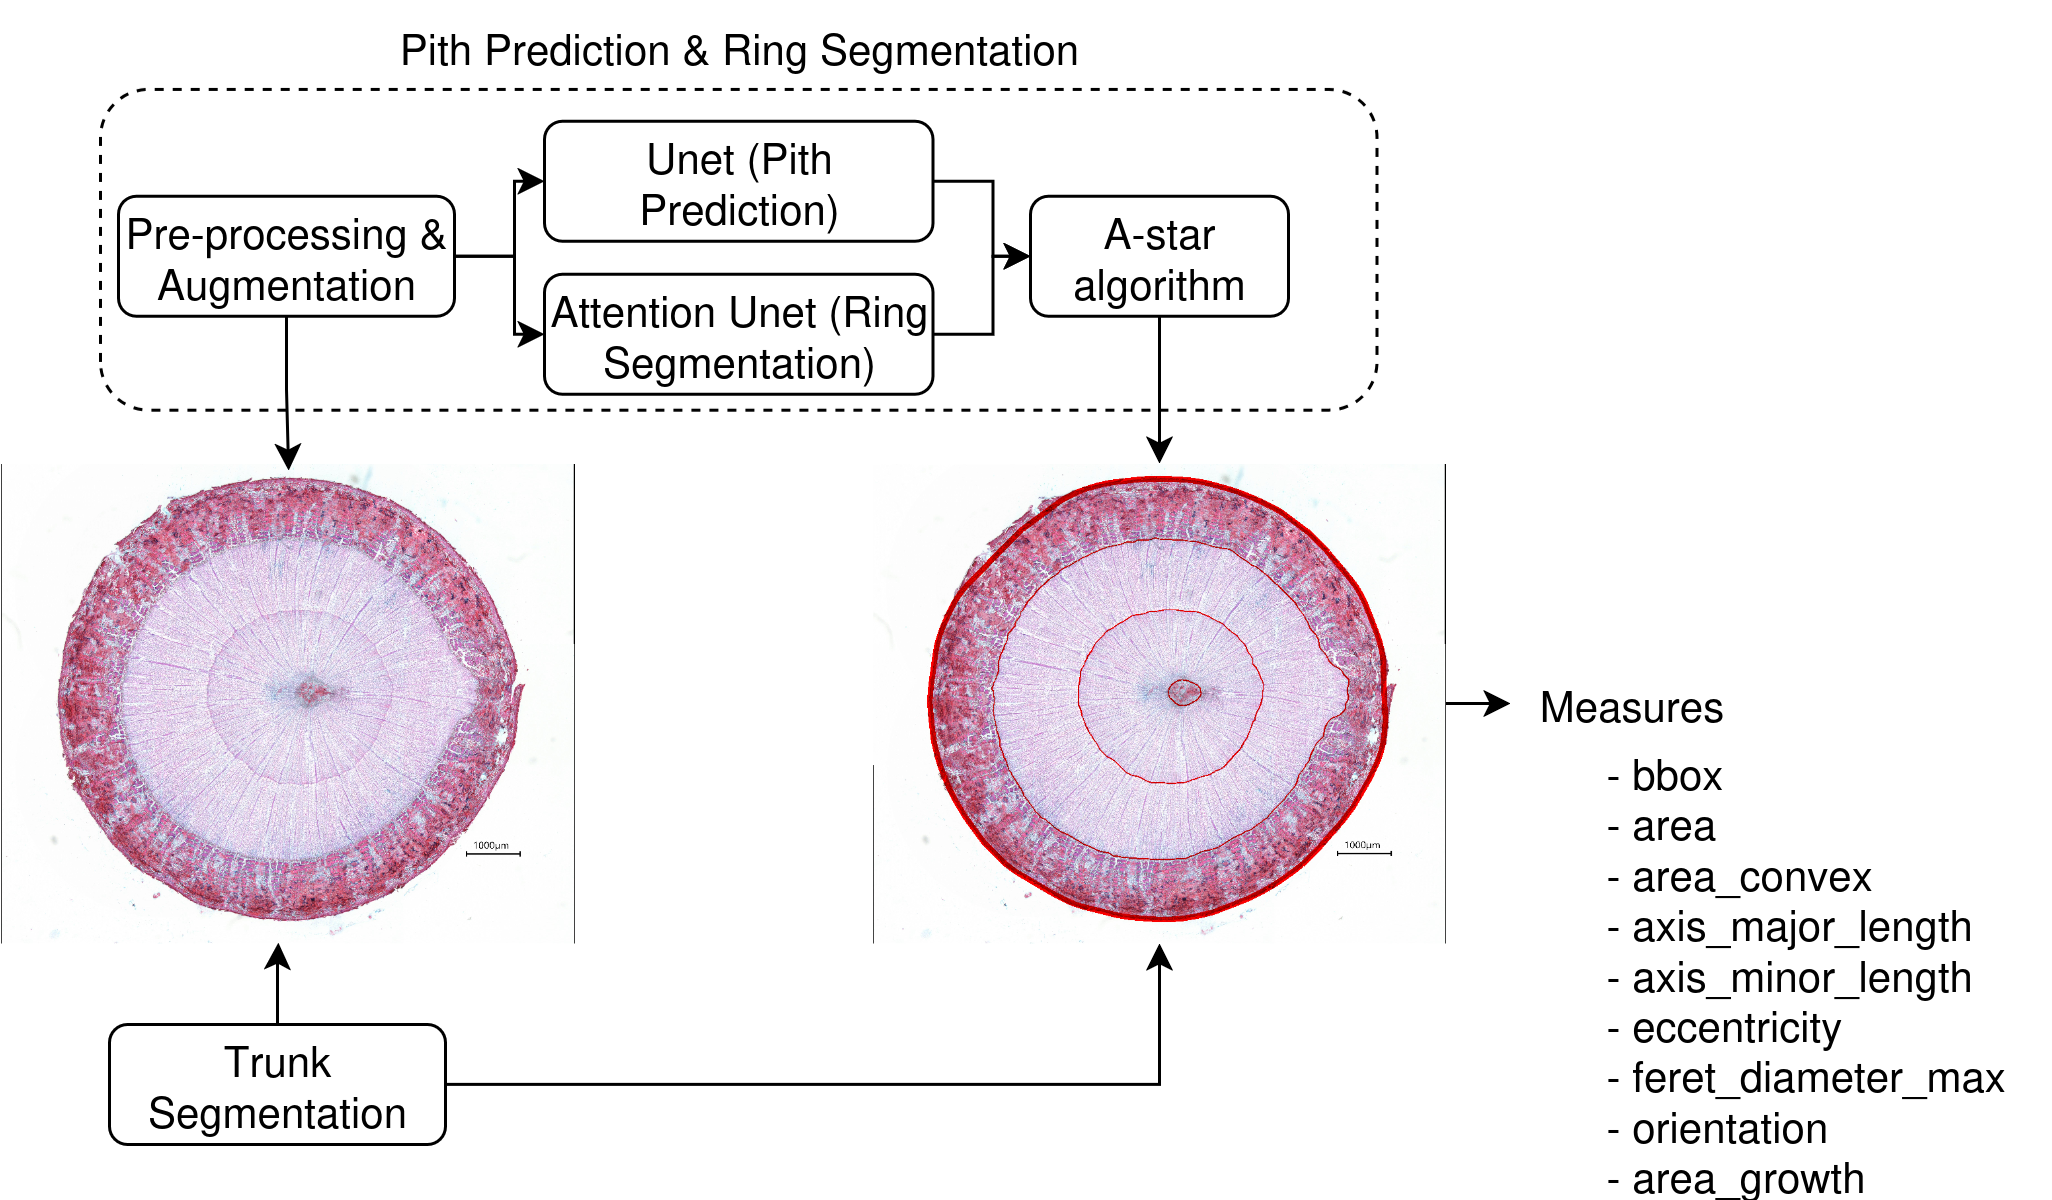 Pith Prediction & Ring Segmentation
Pre-processing &
Augmentation
Unet (Pith
Prediction)
Attention Unet (Ring
Segmentation)
A-star
algorithm
1000µm
1000µm
Trunk
Segmentation
Measures
- bbox
- area
- area_convex
- axis_major_length
- axis_minor_length
- eccentricity
- feret_diameter_max
- orientation
- area_growth